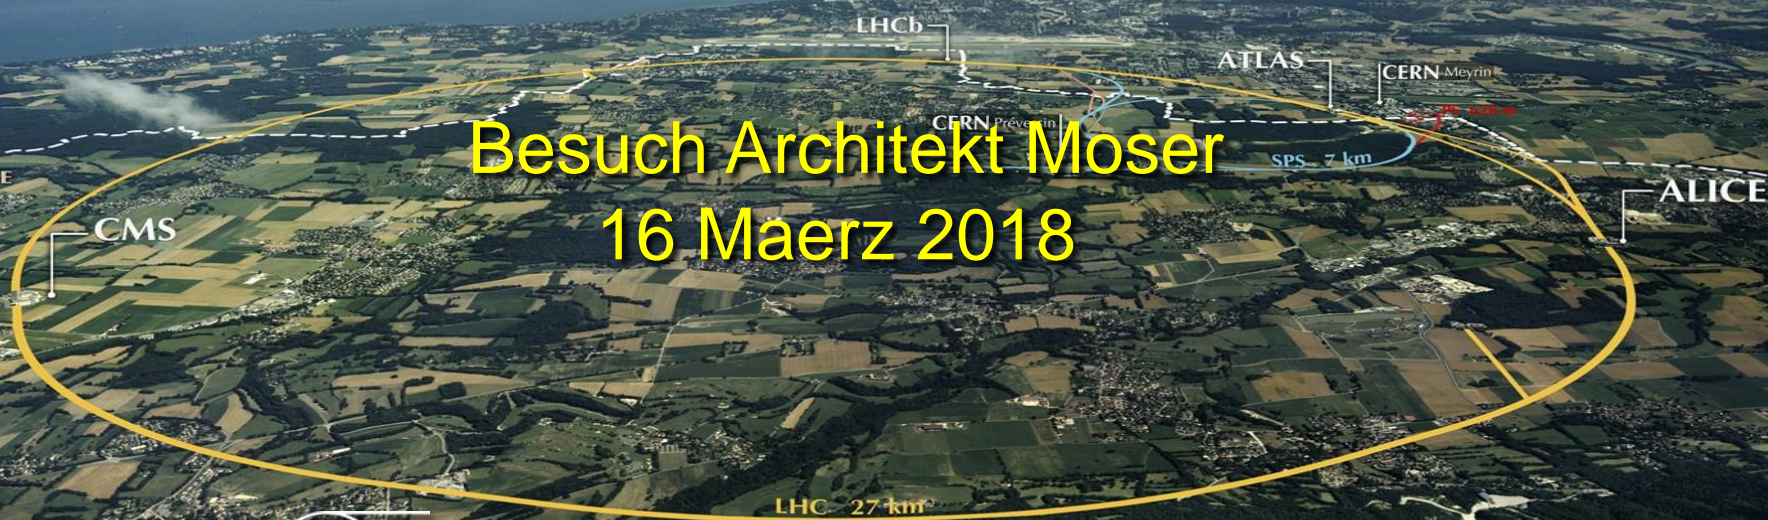 LHCb
ATLAS
CERN Meyrin
CERN Prévessin
SPS 7 km
Besuch Architekt Moser
E
ALICE
CMS
16 Maerz 2018
LHC 27 km